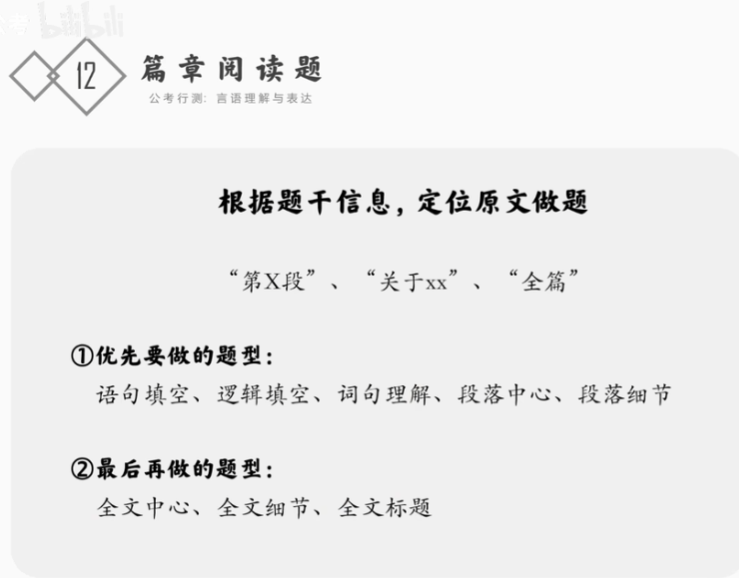 考 bilibili
12
篇章阅读题
公考行测: 言语理解与表达
根据题干信息，定位原文做题
“第X段”、“关于xx”、“全篇”
①优先要做的题型：
语句填空、逻辑填空、词句理解、段落中心、段落细节
②最后再做的题型：
全文中心、全文细节、全文标题